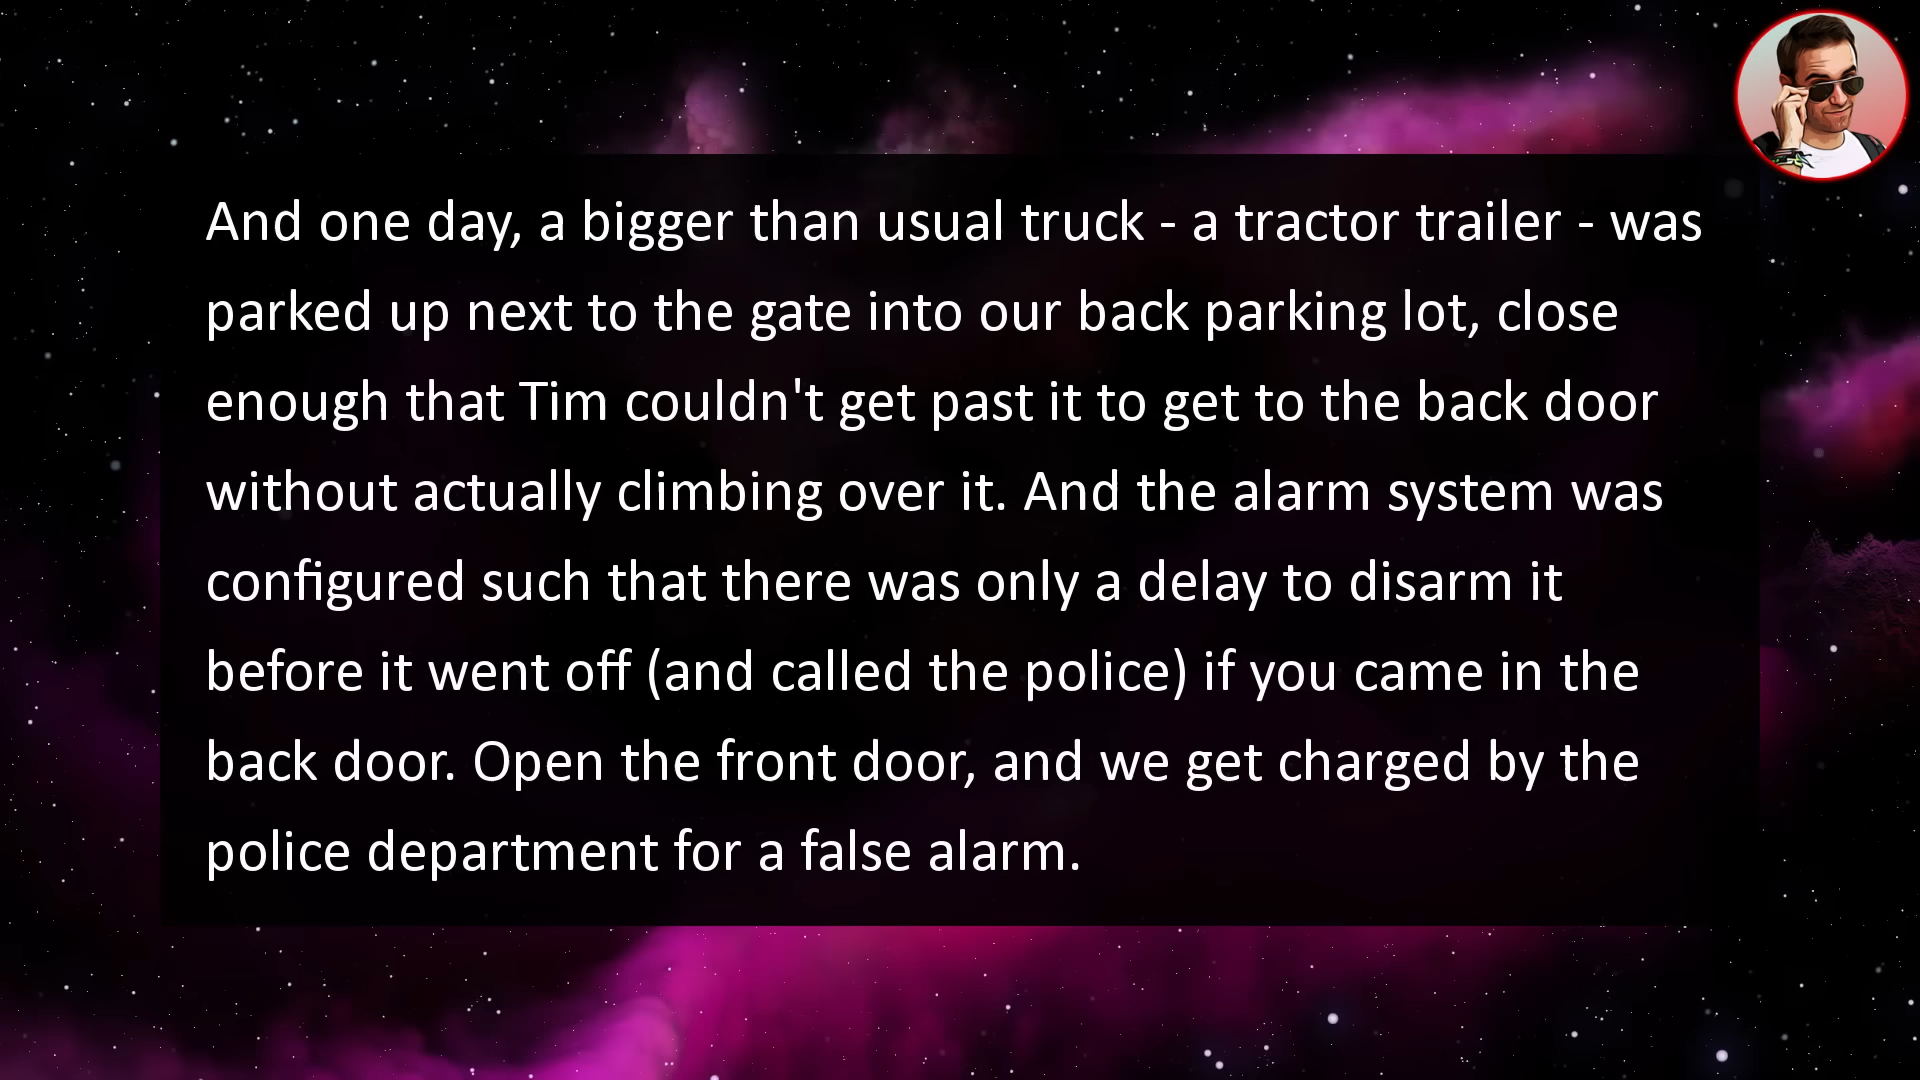 And one day, a bigger than usual truck - a tractor trailer - was
parked up next to the gate into our back parking lot, close
enough that Tim couldn't get past it to get to the back door
without actually climbing over it. And the alarm system was
configured such that there was only a delay to disarm it
before it went off (and called the police) if you came in the
back door. Open the front door, and we get charged by the
police department for a false alarm.